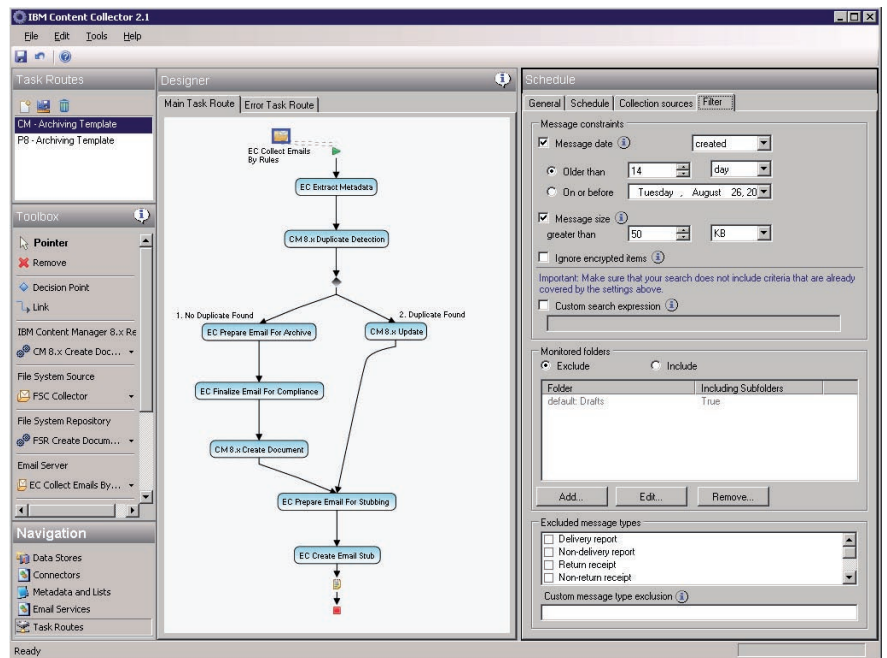 IBM Content Collector 2.1
File Edit Tools Help
Task Routes
CM - Archiving Template
P8 - Archiving Template
Toolbox
Pointer
Remove
Decision Point
Link
IBM Content Manager 8.x Re
CM 8.x Create Doc...
File System Source
FSC Collector
File System Repository
FSR Create Docum...
Email Server
EC Collect Emails By...
Navigation
Data Stores
Connectors
Metadata and Lists
Email Services
Task Routes
Ready
Designer
Main Task Route Error Task Route
EC Collect Emails
By Rules
EC Extract Metadata
CM 8.x Duplicate Detection
1. No Duplicate Found 2. Duplicate Found
EC Prepare Email For Archive CM 8.x Update
EC Finalize Email For Compliance
CM 8.x Create Document
EC Prepare Email For Stubbing
EC Create Email Stub
Schedule
General Schedule Collection sources Filter
Message constraints
Message date created
Older than 14 day
On or before Tuesday , August 26, 20
Message size
greater than 50 KB
Ignore encrypted items
Important: Make sure that your search does not include criteria that are already
covered by the settings above.
Custom search expression
Monitored folders
Exclude Include
Folder Including Subfolders
default: Drafts True
Add... Edit... Remove...
Excluded message types
Delivery report
Non-delivery report
Return receipt
Non-return receipt
Custom message type exclusion